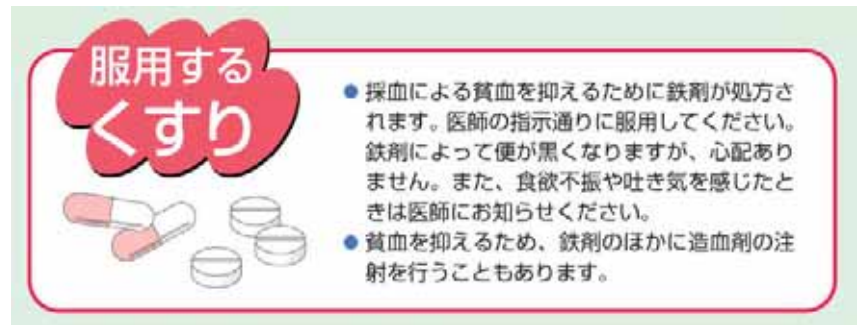 服用する
くすり
● 採血による貧血を抑えるために鉄剤が処方さ
れます。医師の指示通りに服用してください。
鉄剤によって便が黒くなりますが、心配あり
ません。また、食欲不振や吐き気を感じたと
きは医師にお知らせください。
● 貧血を抑えるため、鉄剤のほかに造血剤の注
射を行うこともあります。